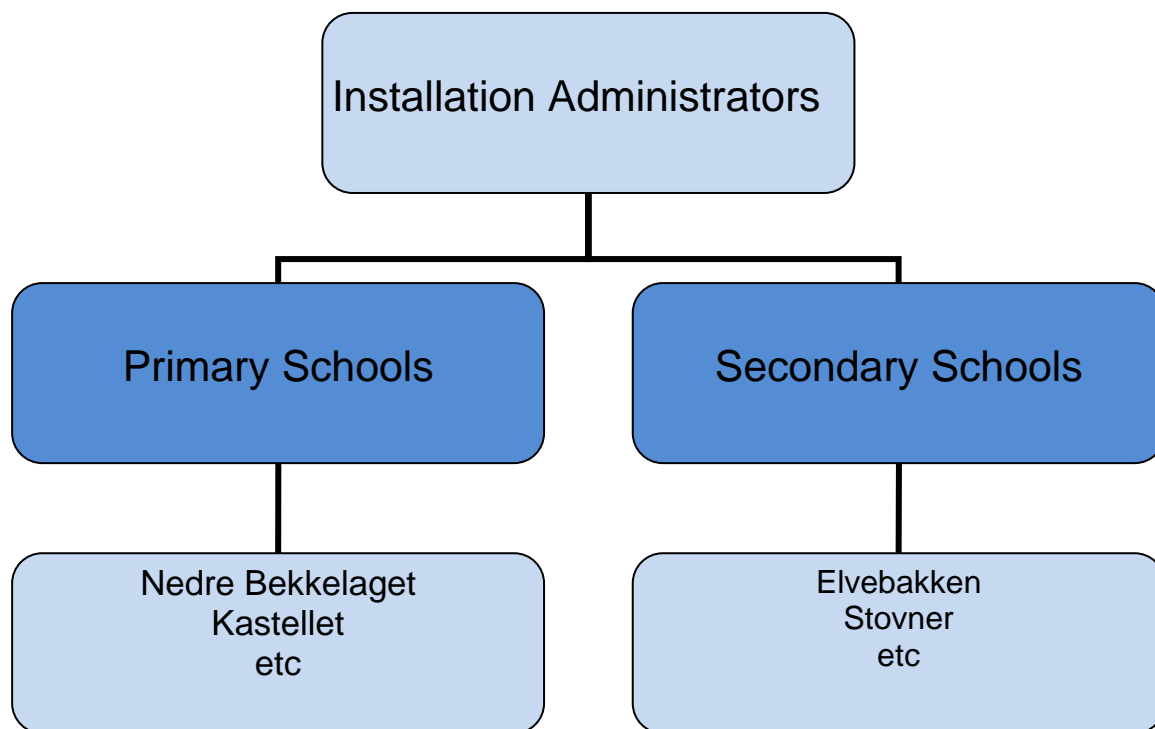 Installation Administrators
Primary Schools
Secondary Schools
Nedre Bekkelaget
Kastellet
etc
Elvebakken
Stovner
etc